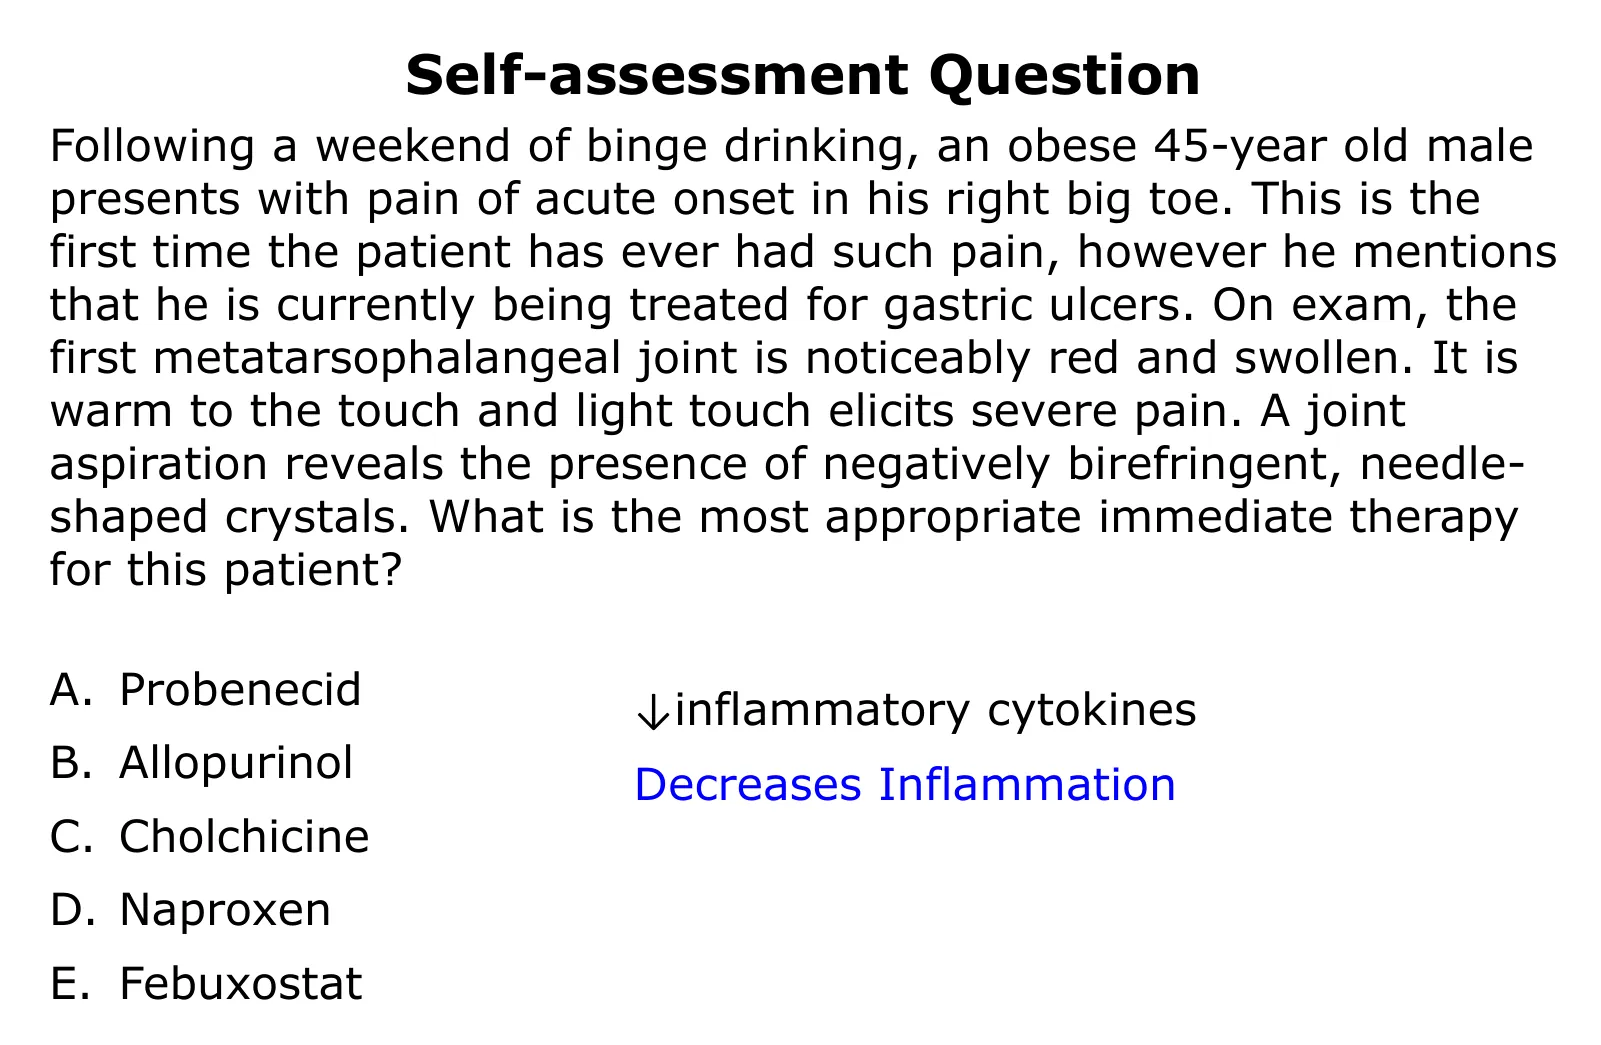 Self-assessment Question
Following a weekend of binge drinking, an obese 45-year old male
presents with pain of acute onset in his right big toe. This is the
first time the patient has ever had such pain, however he mentions
that he is currently being treated for gastric ulcers. On exam, the
first metatarsophalangeal joint is noticeably red and swollen. It is
warm to the touch and light touch elicits severe pain. A joint
aspiration reveals the presence of negatively birefringent, needle-
shaped crystals. What is the most appropriate immediate therapy
for this patient?
A. Probenecid
B. Allopurinol
C. Cholchicine
D. Naproxen
E. Febuxostat
↓inflammatory cytokines
Decreases Inflammation